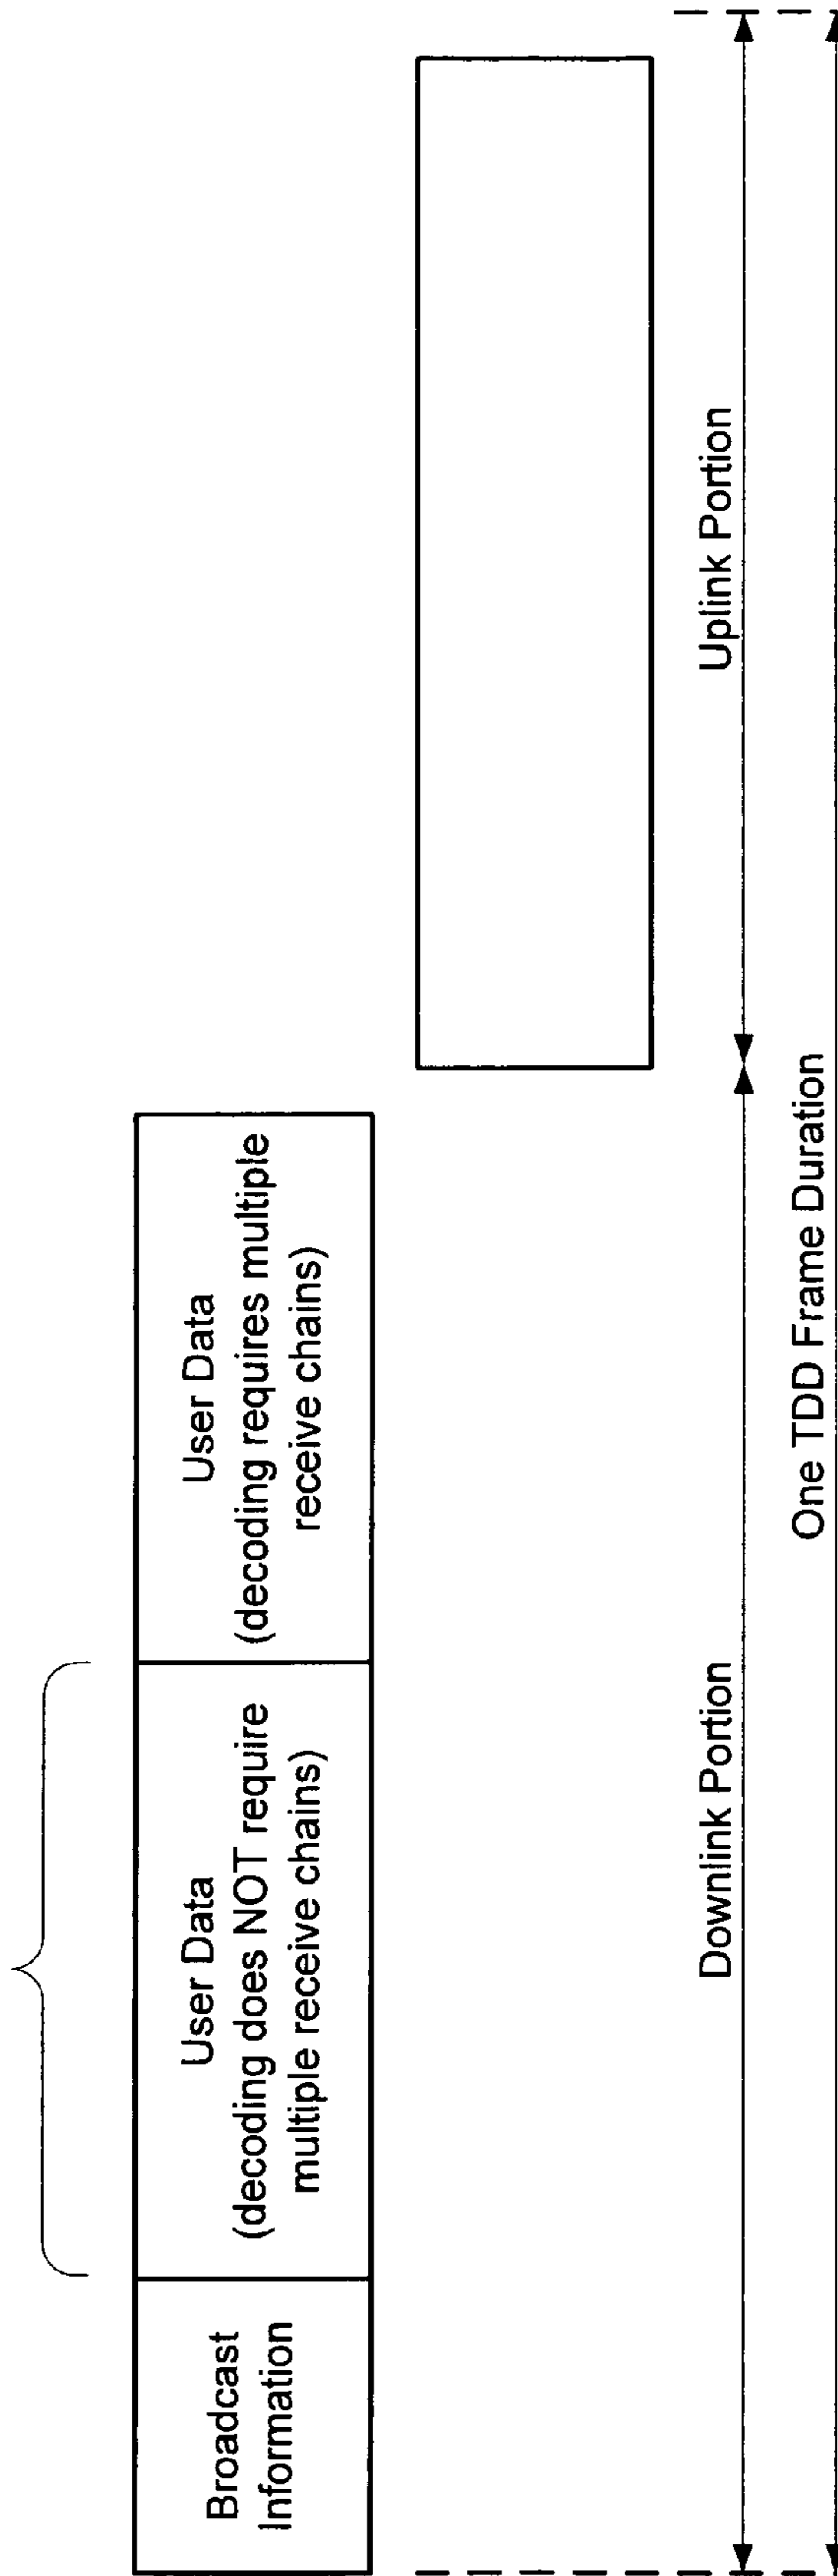 Broadcast
Information
User Data
(decoding does NOT require
multiple receive chains)
User Data
(decoding requires multiple
receive chains)
Downlink Portion
Uplink Portion
One TDD Frame Duration